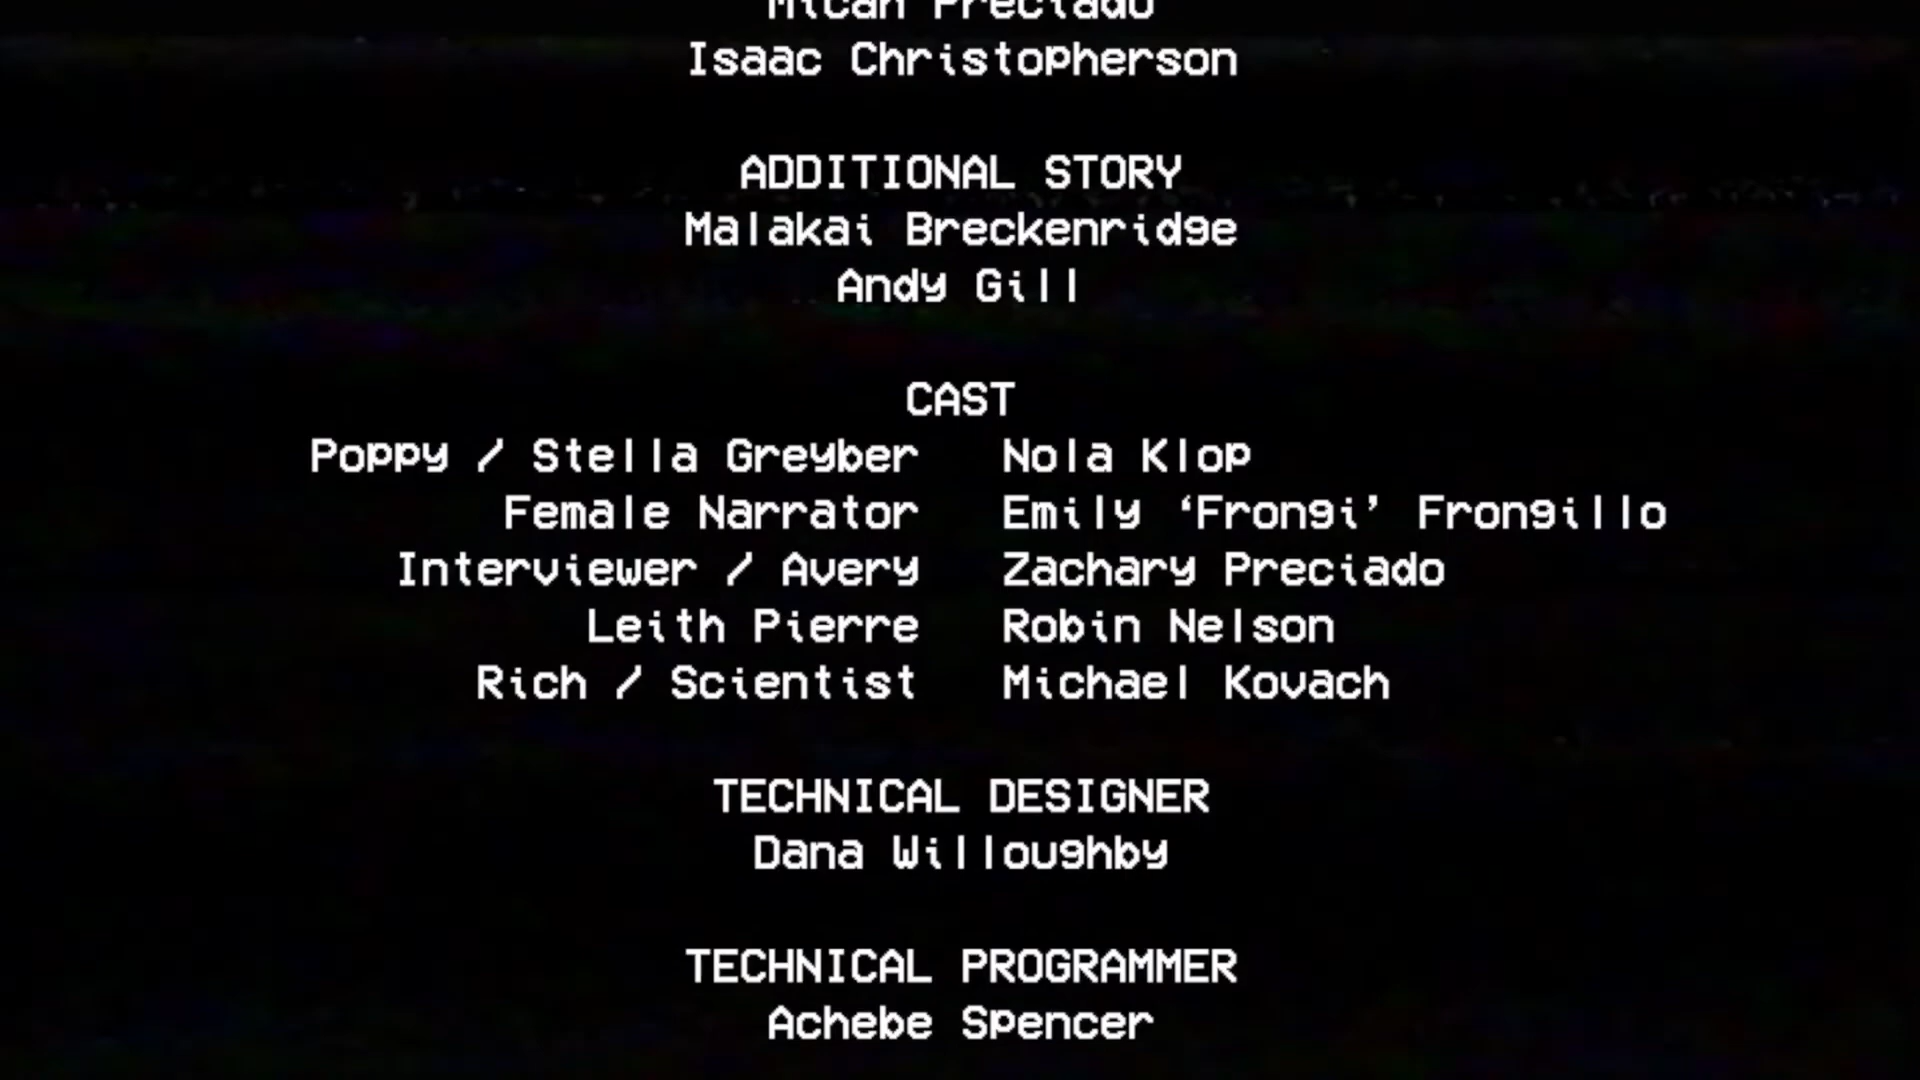 Micah Preciado
Isaac Christopherson
ADDITIONAL STORY
Malakai Breckenridge
Andy Gill
CAST
Poppy / Stella Greyber Nola Klop
Female Narrator Emily ‘Frongi’ Frongillo
Interviewer / Avery Zachary Preciado
Leith Pierre Robin Nelson
Rich / Scientist Michael Kovach
TECHNICAL DESIGNER
Dana Willoughby
TECHNICAL PROGRAMMER
Achebe Spencer